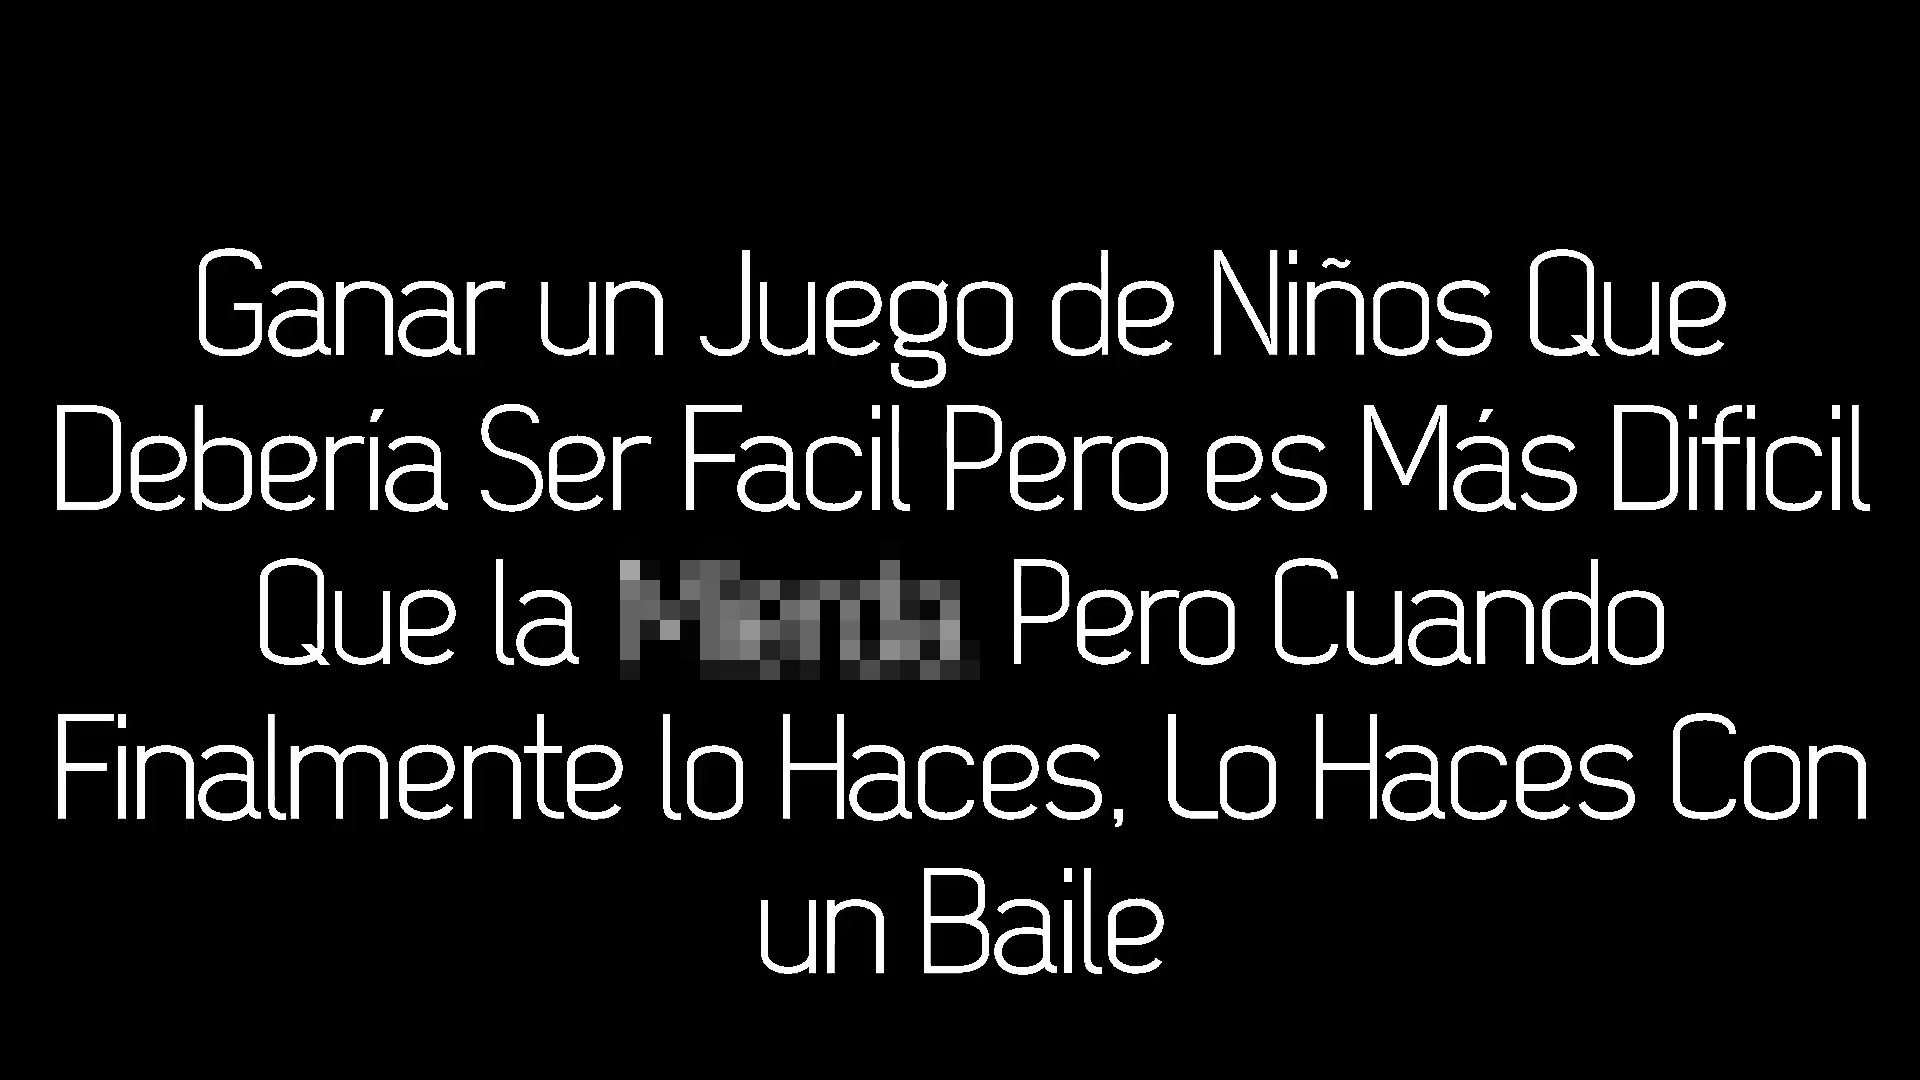 Ganar un Juego de Niños Que
Debería Ser Facil Pero es Más Dificil
Que la Pero Cuando
Finalmente lo Haces, Lo Haces Con
un Baile